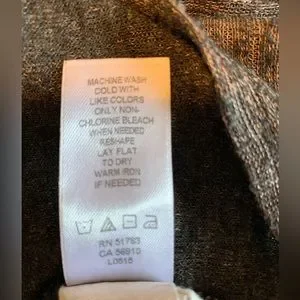 MACHINE WASH
COLD WITH
LIKE COLORS
ONLY NON-
CHLORINE BLEACH
WHEN NEEDED
RESHAPE
LAY FLAT
TO DRY
WARM IRON
IF NEEDED
RN 51783
CA 56910
L0515